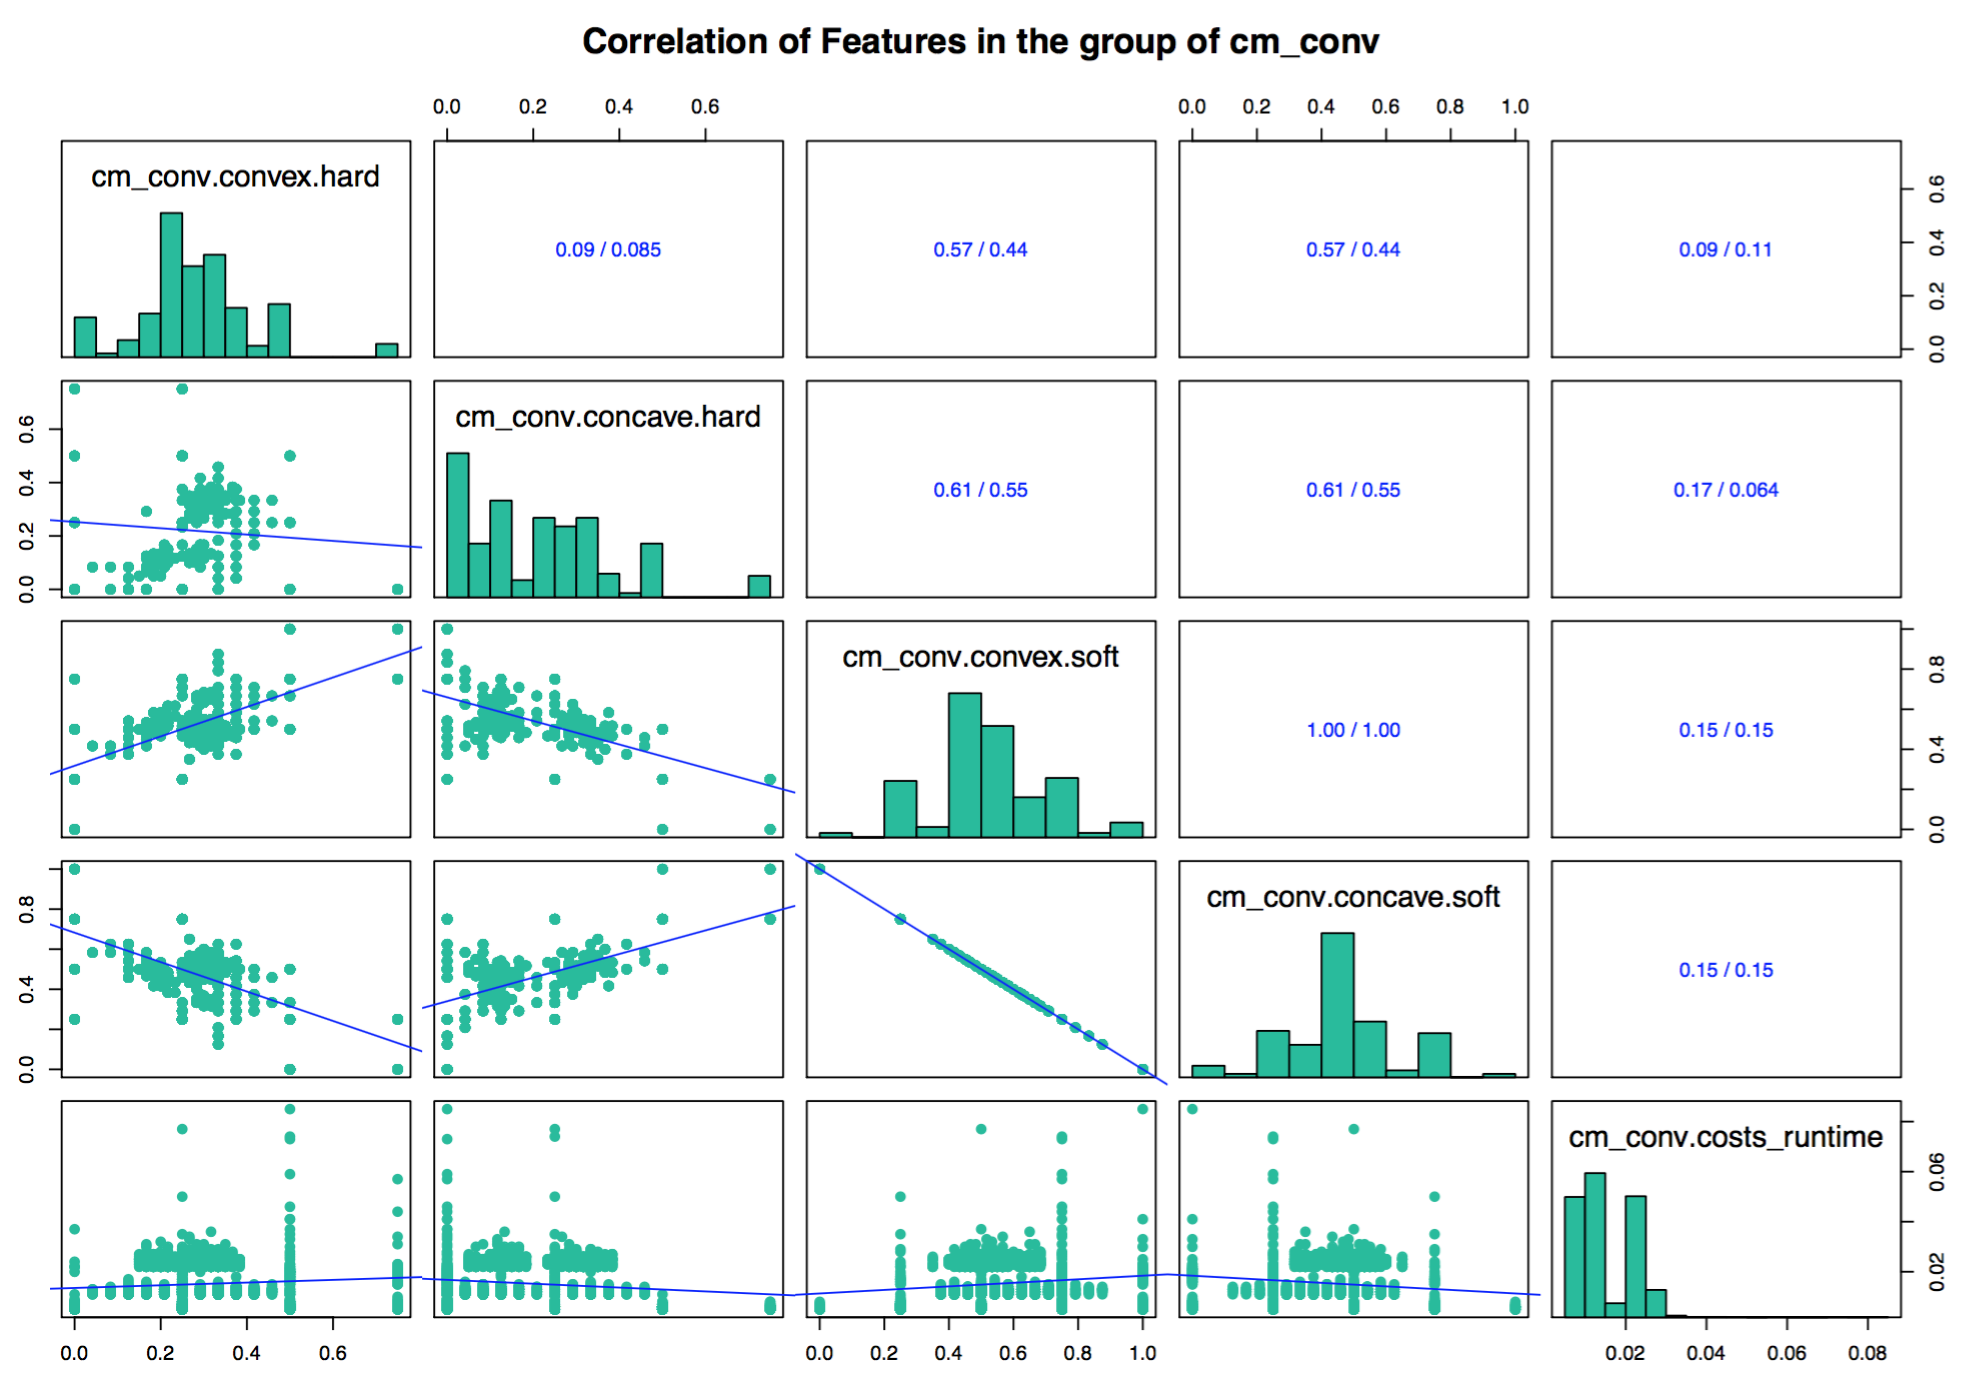 Correlation of Features in the group of cm_conv
0.0 0.2 0.4 0.6
0.0 0.2 0.4 0.6 0.8 1.0
cm_conv.convex.hard
0.09 / 0.085
0.57 / 0.44
0.57 / 0.44
0.09 / 0.11
0.0 0.2 0.4 0.6
0.0 0.2 0.4 0.6
cm_conv.concave.hard
0.61 / 0.55
0.61 / 0.55
0.17 / 0.064
cm_conv.convex.soft
1.00 / 1.00
0.15 / 0.15
0.0 0.4 0.8
0.0 0.4 0.8
cm_conv.concave.soft
0.15 / 0.15
cm_conv.costs_runtime
0.02 0.06
0.0 0.2 0.4 0.6
0.0 0.2 0.4 0.6 0.8 1.0
0.02 0.04 0.06 0.08